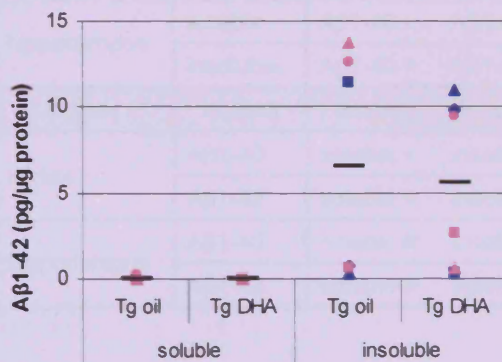 15
10
5
0
Aβ1-42 (pg/µg protein)
Tg oil Tg DHA Tg oil Tg DHA
soluble insoluble